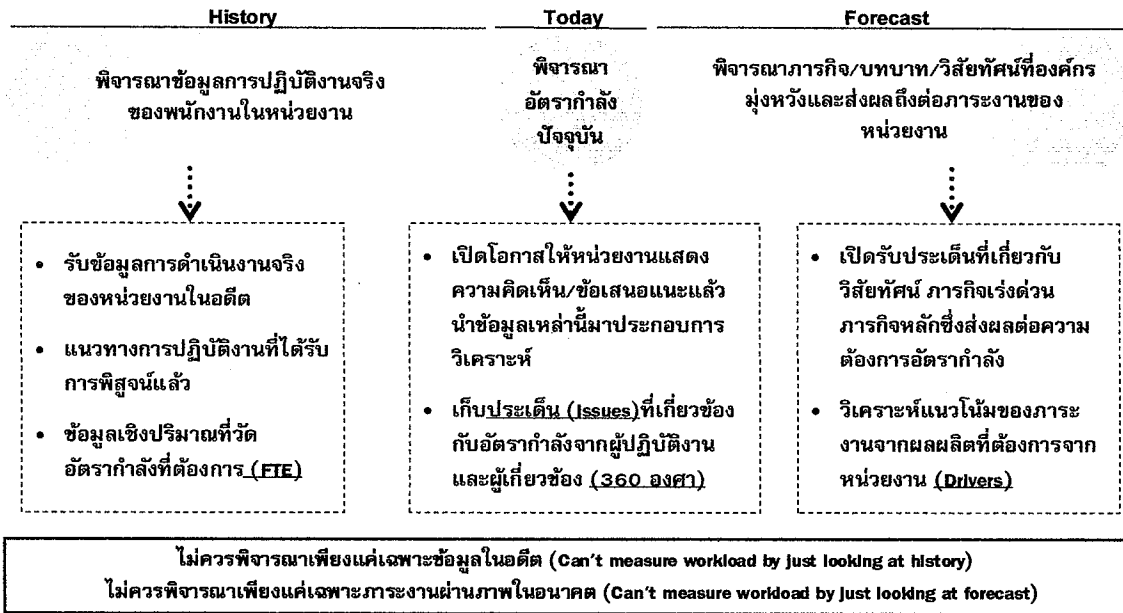 History
Today
Forecast
พิจารณาข้อมูลการปฏิบัติงานจริง
ของพนักงานในหน่วยงาน
พิจารณา
อัตรากำลัง
ปัจจุบัน
พิจารณาภารกิจ/บทบาท/วิสัยทัศน์ที่องค์กร
มุ่งหวังและส่งผลถึงต่อภาระงานของ
หน่วยงาน
• รับข้อมูลการดำเนินงานจริง
ของหน่วยงานในอดีต
• แนวทางการปฏิบัติงานที่ได้รับ
การพิสูจน์แล้ว
• ข้อมูลเชิงปริมาณที่วัด
อัตรากำลังที่ต้องการ (FTE)
• เปิดโอกาสให้หน่วยงานแสดง
ความคิดเห็น/ข้อเสนอแนะแล้ว
นำข้อมูลเหล่านี้มาประกอบการ
วิเคราะห์
• เก็บประเด็น (Issues)ที่เกี่ยวข้อง
กับอัตรากำลังจากผู้ปฏิบัติงาน
และผู้เกี่ยวข้อง (360 องศา)
• เปิดรับประเด็นที่เกี่ยวกับ
วิสัยทัศน์ ภารกิจเร่งด่วน
ภารกิจหลักซึ่งส่งผลต่อความ
ต้องการอัตรากำลัง
• วิเคราะห์แนวโน้มของภาระ
งานจากผลผลิตที่ต้องการจาก
หน่วยงาน (Drivers)
ไม่ควรพิจารณาเพียงแค่เฉพาะข้อมูลในอดีต (Can't measure workload by just looking at history)
ไม่ควรพิจารณาเพียงแค่เฉพาะภาระงานผ่านภาพในอนาคต (Can't measure workload by just looking at forecast)